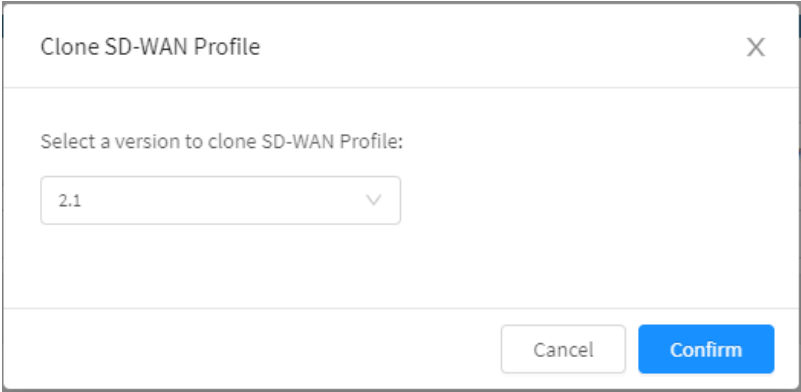 Clone SD-WAN Profile
Select a version to clone SD-WAN Profile:
2.1
Cancel Confirm